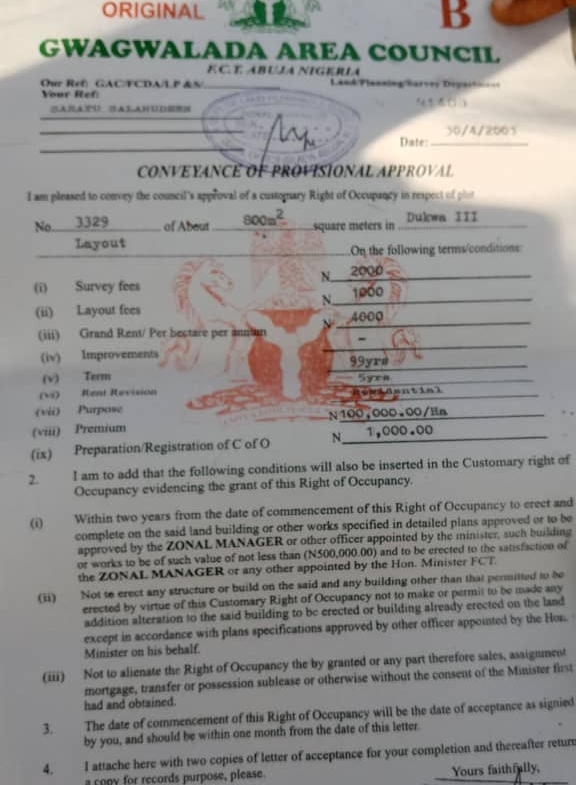 ORIGINAL
B
GWAGWALADA AREA COUNCIL
F.C.T. ABUJA NIGERIA
Our Ref: GAC/FCDA/LP &N/
Land/Planning/Survey Department
Your Ref:
SARATU SALAHUDEEN
Date: 30/4/2003
CONVEYANCE OF PROVISIONAL APPROVAL
I am pleased to convey the council's approval of a customary Right of Occupancy in respect of plot
No. 3329 of About 800m² square meters in Dukwa III
Layout On the following terms/conditions:
(i) Survey fees N 2000
(ii) Layout fees N 1000
(iii) Grand Rent/ Per hectare per annum N 4000
(iv) Improvements -
(v) Term 99yrs
(vi) Rent Revision 5yrs
(vii) Purpose Residential
(viii) Premium N100,000.00/Ha
(ix) Preparation/Registration of C of O N 1,000.00
2. I am to add that the following conditions will also be inserted in the Customary right of
Occupancy evidencing the grant of this Right of Occupancy.
(i) Within two years from the date of commencement of this Right of Occupancy to erect and
complete on the said land building or other works specified in detailed plans approved or to be
approved by the ZONAL MANAGER or other officer appointed by the minister, such building
or works to be of such value of not less than (N500,000.00) and to be erected to the satisfaction of
the ZONAL MANAGER or any other appointed by the Hon. Minister FCT.
(ii) Not te erect any structure or build on the said and any building other than that permitted to be
erected by virtue of this Customary Right of Occupancy not to make or permit to be made any
addition alteration to the said building to be erected or building already erected on the land
except in accordance with plans specifications approved by other officer appointed by the Hon.
Minister on his behalf.
(iii) Not to alienate the Right of Occupancy the by granted or any part therefore sales, assignment
mortgage, transfer or possession sublease or otherwise without the consent of the Minister first
had and obtained.
3. The date of commencement of this Right of Occupancy will be the date of acceptance as signied
by you, and should be within one month from the date of this letter.
4. I attache here with two copies of letter of acceptance for your completion and thereafter return
a copy for records purpose, please.
Yours faithfully,